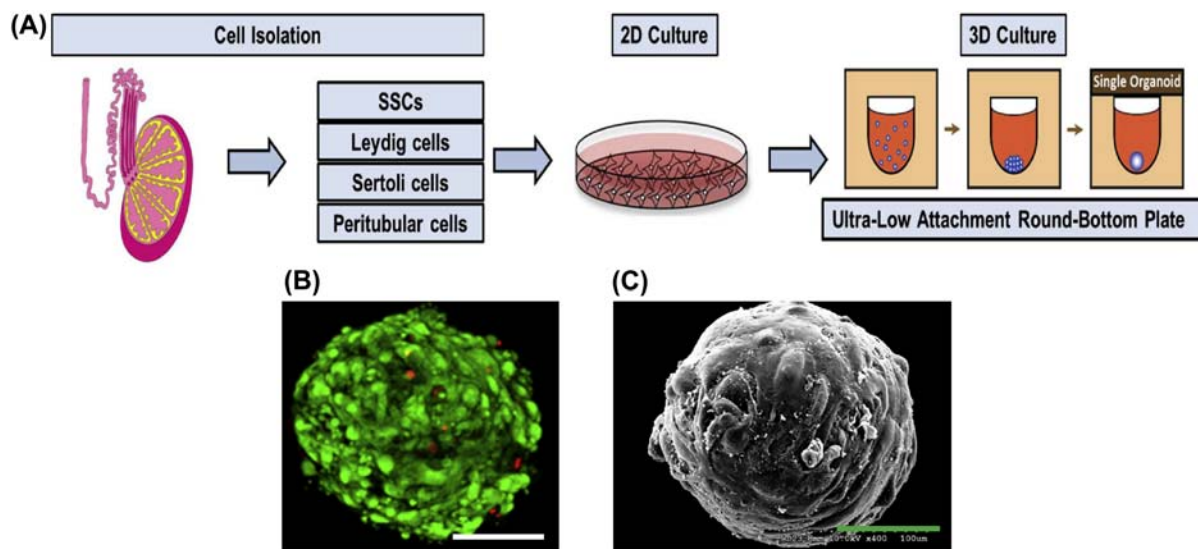 (A)
Cell Isolation
2D Culture
3D Culture
SSCs
Leydig cells
Sertoli cells
Peritubular cells
Single Organoid
Ultra-Low Attachment Round-Bottom Plate
(B)
(C)
x400 100um